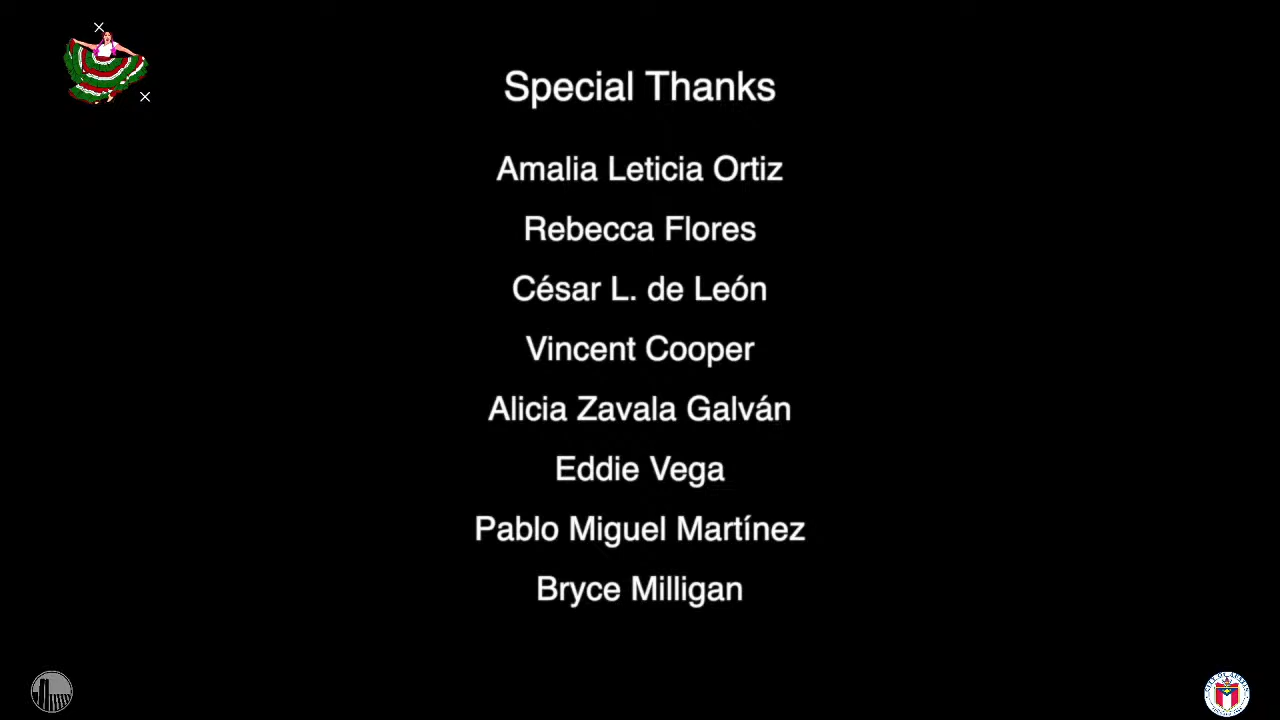 Special Thanks
Amalia Leticia Ortiz
Rebecca Flores
César L. de León
Vincent Cooper
Alicia Zavala Galván
Eddie Vega
Pablo Miguel Martínez
Bryce Milligan